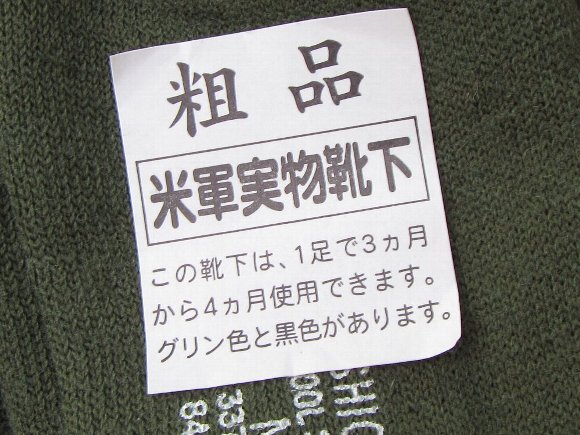 粗品
米軍実物靴下
この靴下は、1足で3ヵ月
から4ヵ月使用できます。
グリン色と黒色があります。